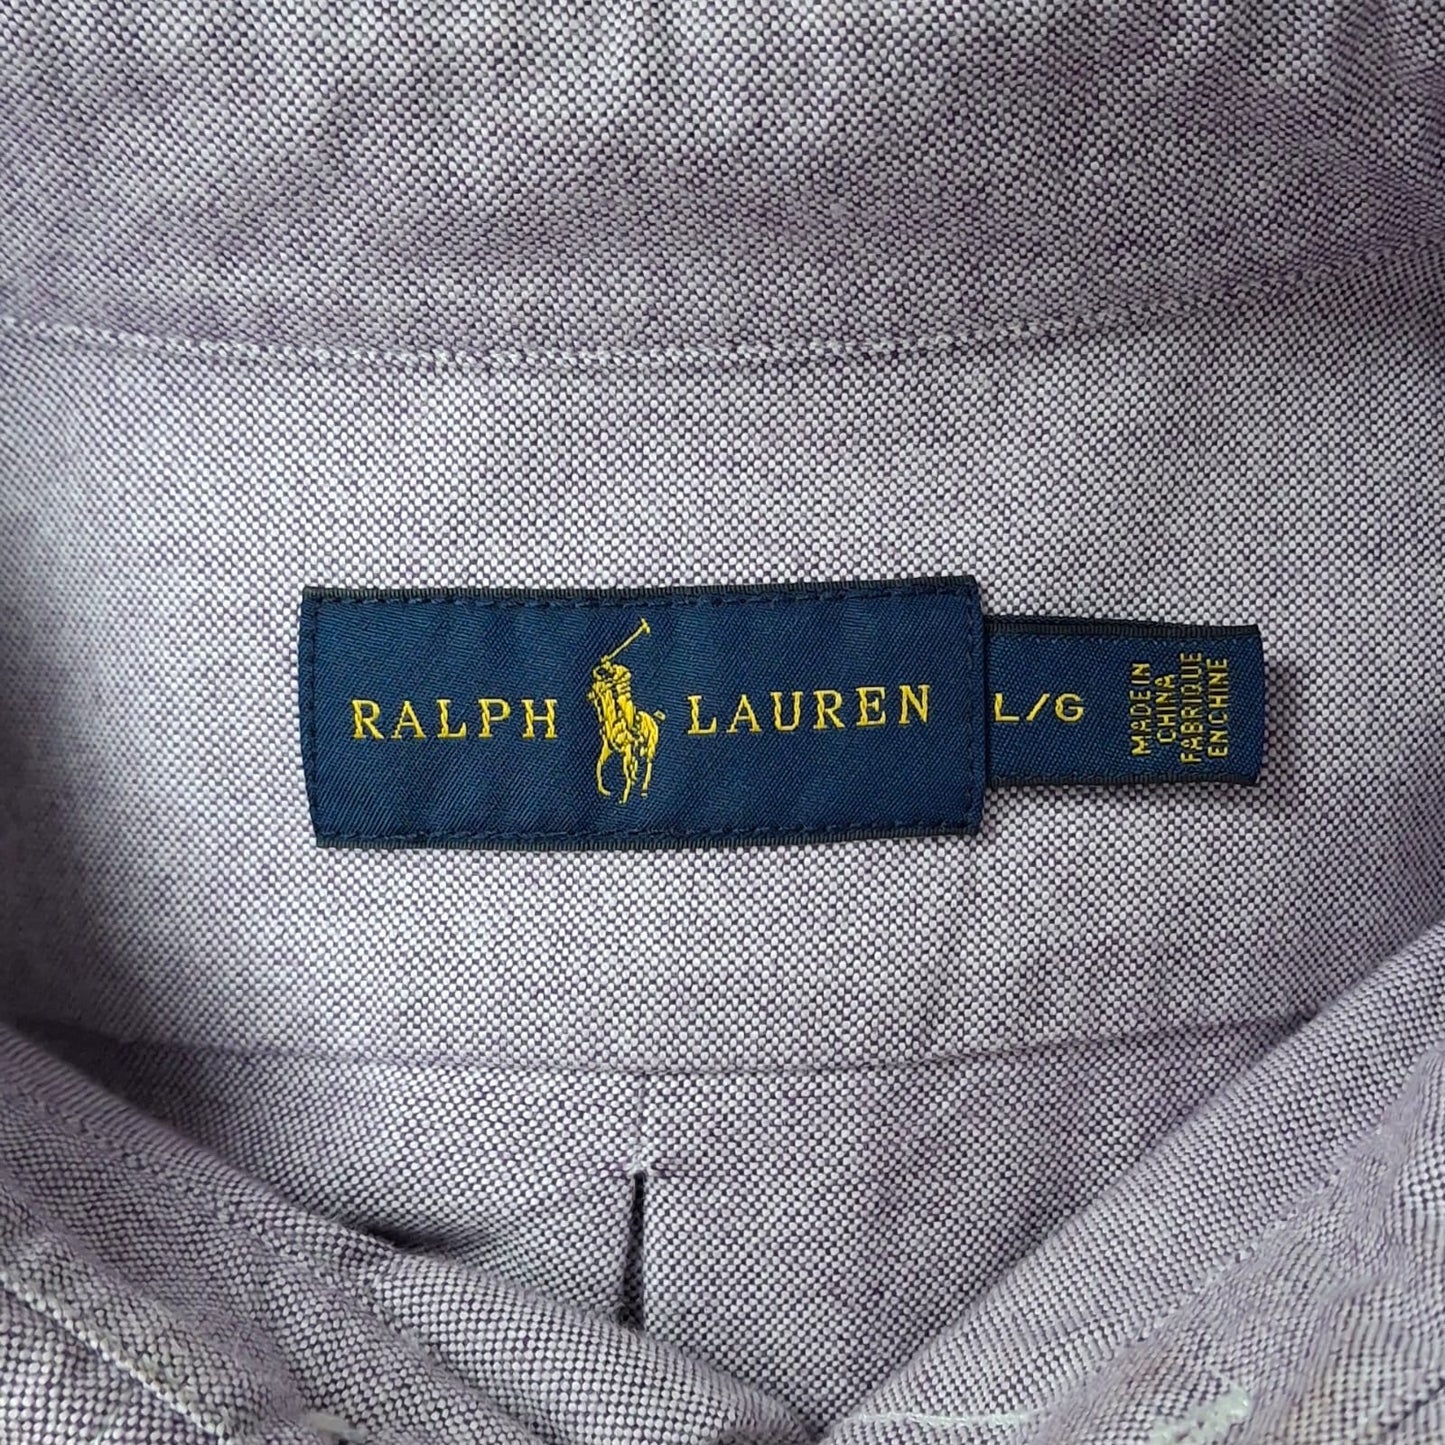 RALPH LAUREN
L/G
MADE IN
CHINA
FABRIQUE
EN CHINE